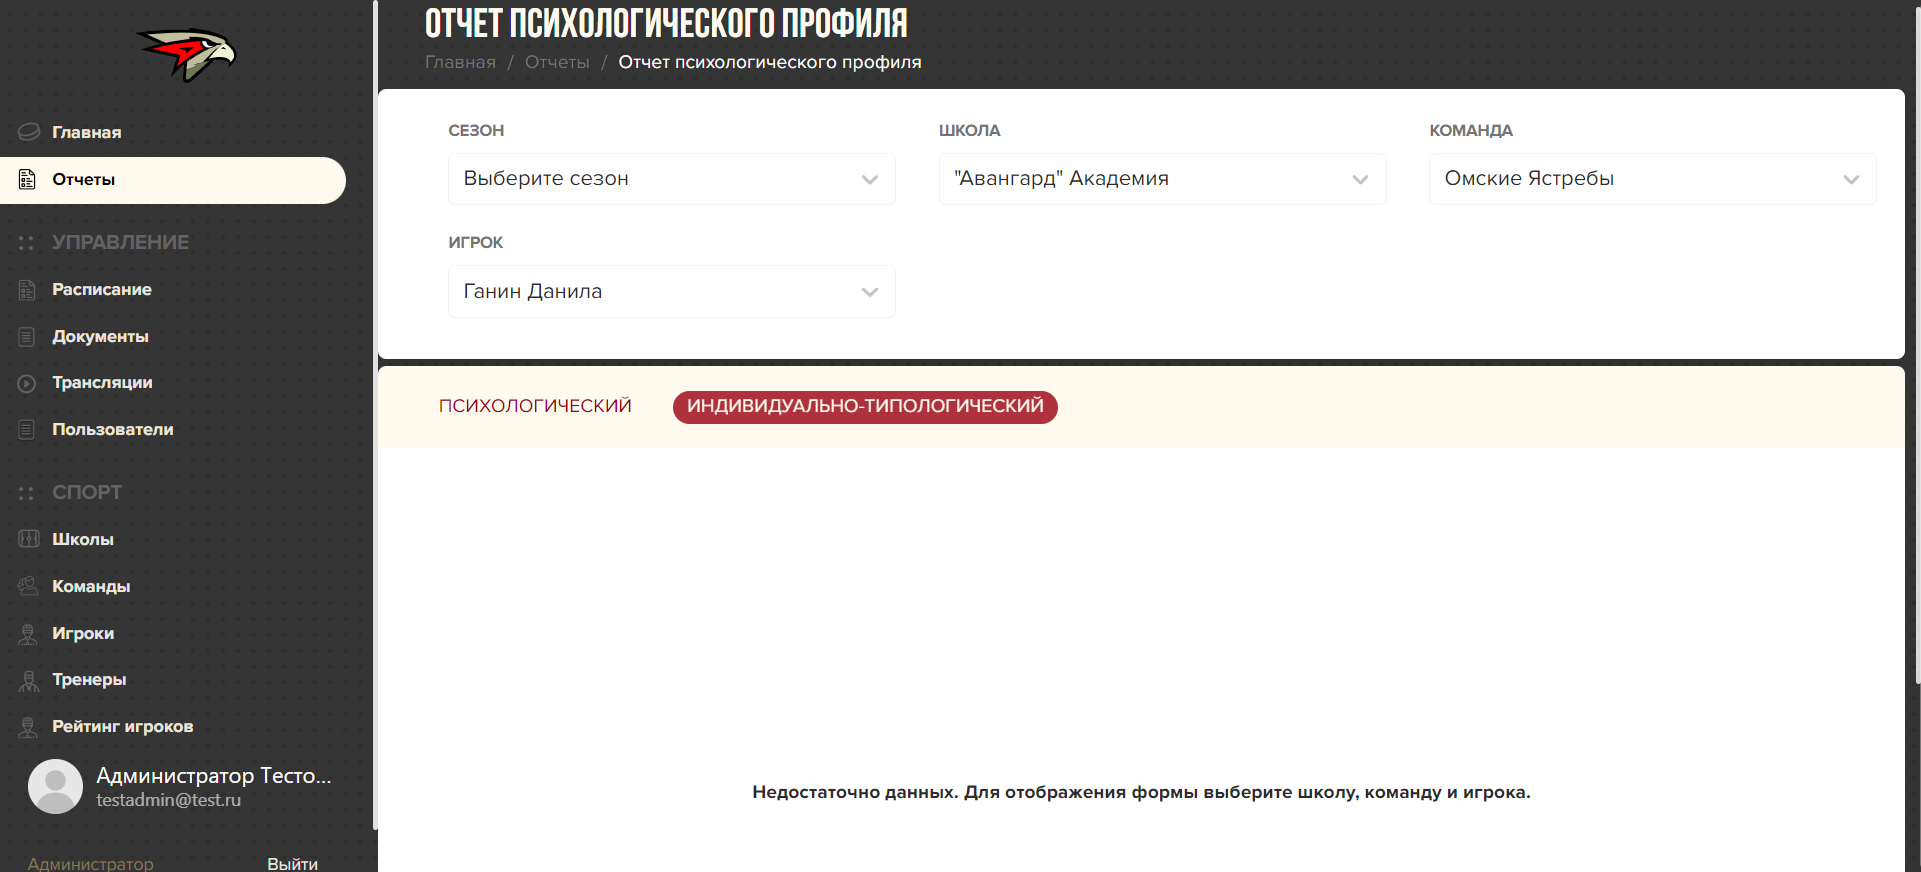 ОТЧЕТ ПСИХОЛОГИЧЕСКОГО ПРОФИЛЯ
Главная / Отчеты / Отчет психологического профиля
Главная
Отчеты
УПРАВЛЕНИЕ
Расписание
Документы
Трансляции
Пользователи
СПОРТ
Школы
Команды
Игроки
Тренеры
Рейтинг игроков
Администратор Тесто...
testadmin@test.ru
Администратор
Выйти
СЕЗОН
Выберите сезон
ШКОЛА
"Авангард" Академия
КОМАНДА
Омские Ястребы
ИГРОК
Ганин Данила
ПСИХОЛОГИЧЕСКИЙ
ИНДИВИДУАЛЬНО-ТИПОЛОГИЧЕСКИЙ
Недостаточно данных. Для отображения формы выберите школу, команду и игрока.